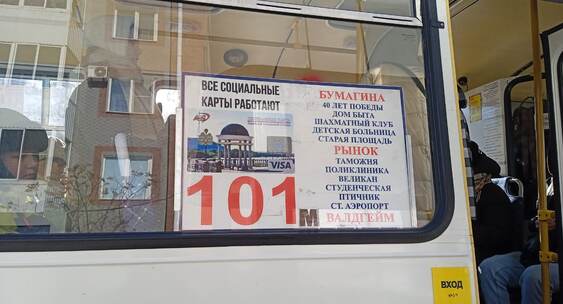 ВСЕ СОЦИАЛЬНЫЕ
КАРТЫ РАБОТАЮТ
VISA
101 М
БУМАГИНА
40 ЛЕТ ПОБЕДЫ
ДОМ БЫТА
ШАХМАТНЫЙ КЛУБ
ДЕТСКАЯ БОЛЬНИЦА
СТАРАЯ ПЛОЩАДЬ
РЫНОК
ТАМОЖНЯ
ПОЛИКЛИНИКА
ВЕЛИКАН
СТУДЕНЧЕСКАЯ
ПТИЧНИК
СТ. АЭРОПОРТ
ВАЛДГЕЙМ
ВХОД